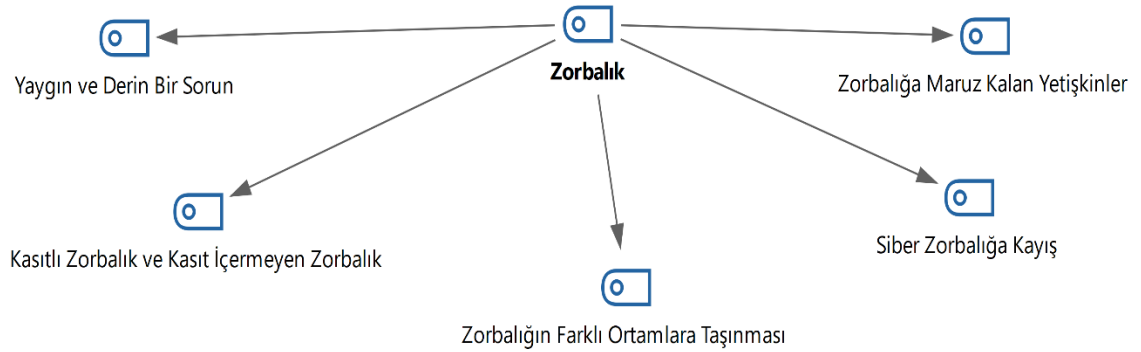 Zorbalık
Yaygın ve Derin Bir Sorun
Zorbalığa Maruz Kalan Yetişkinler
Kasıtlı Zorbalık ve Kasıt İçermeyen Zorbalık
Siber Zorbalığa Kayış
Zorbalığın Farklı Ortamlara Taşınması